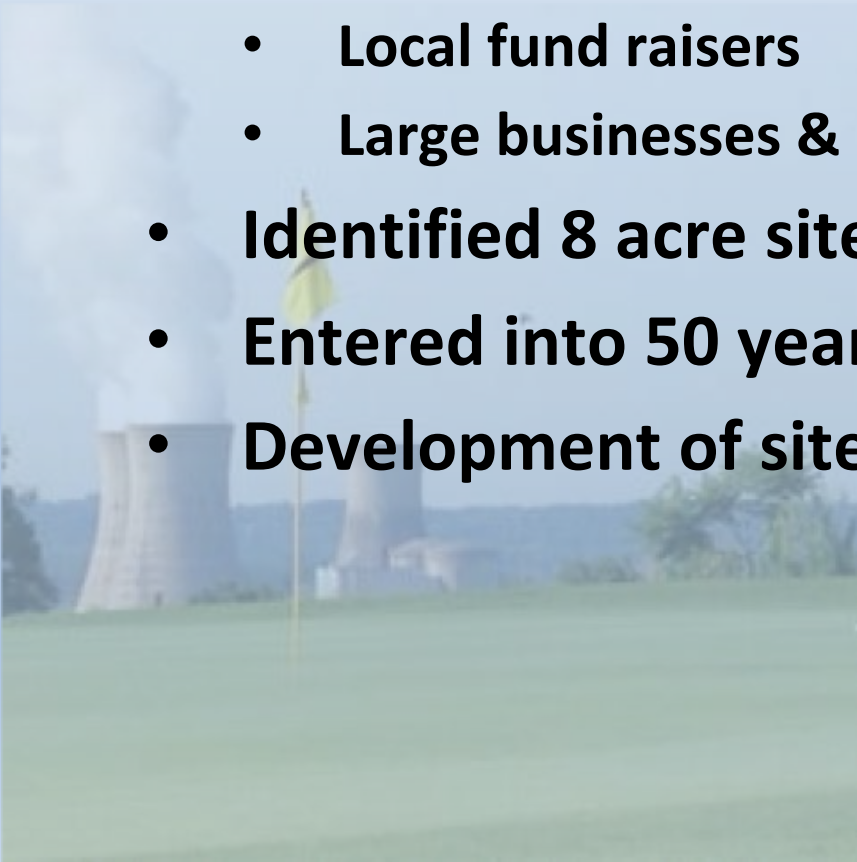 • Local fund raisers
• Large businesses &
• Identified 8 acre site
• Entered into 50 year
• Development of site